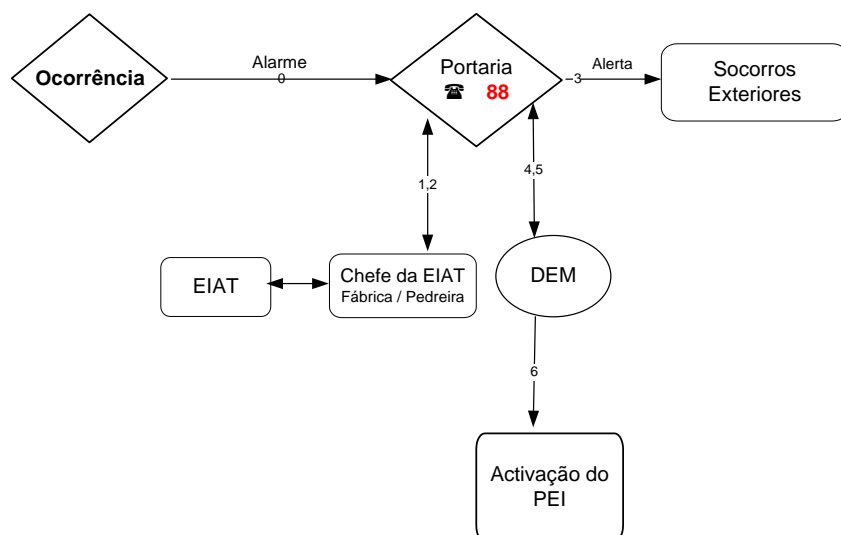 Ocorrência
Alarme
0
Portaria
☎ 88
3
Alerta
Socorros
Exteriores
1,2
4,5
EIAT
Chefe da EIAT
Fábrica / Pedreira
DEM
6
Activação do
PEI